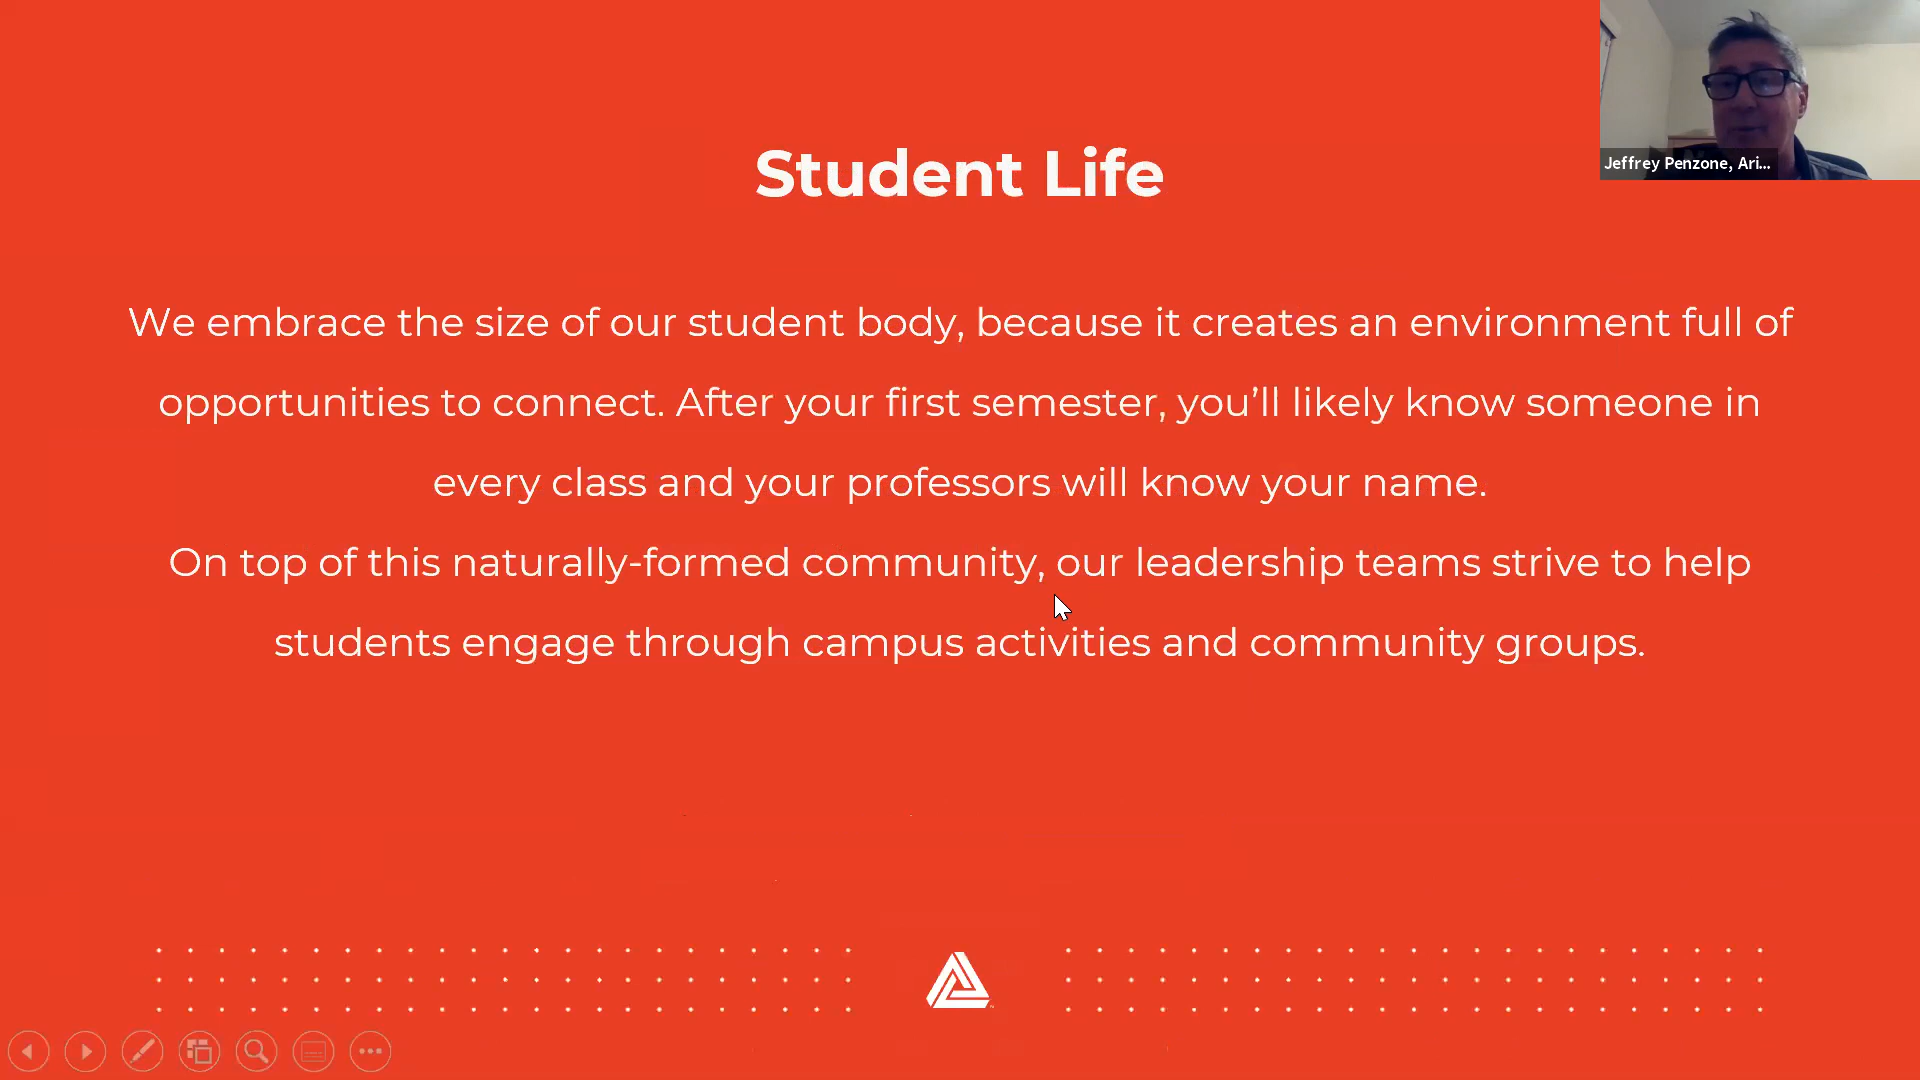 Student Life
Jeffrey Penzone, Ari...
We embrace the size of our student body, because it creates an environment full of
opportunities to connect. After your first semester, you’ll likely know someone in
every class and your professors will know your name.
On top of this naturally-formed community, our leadership teams strive to help
students engage through campus activities and community groups.